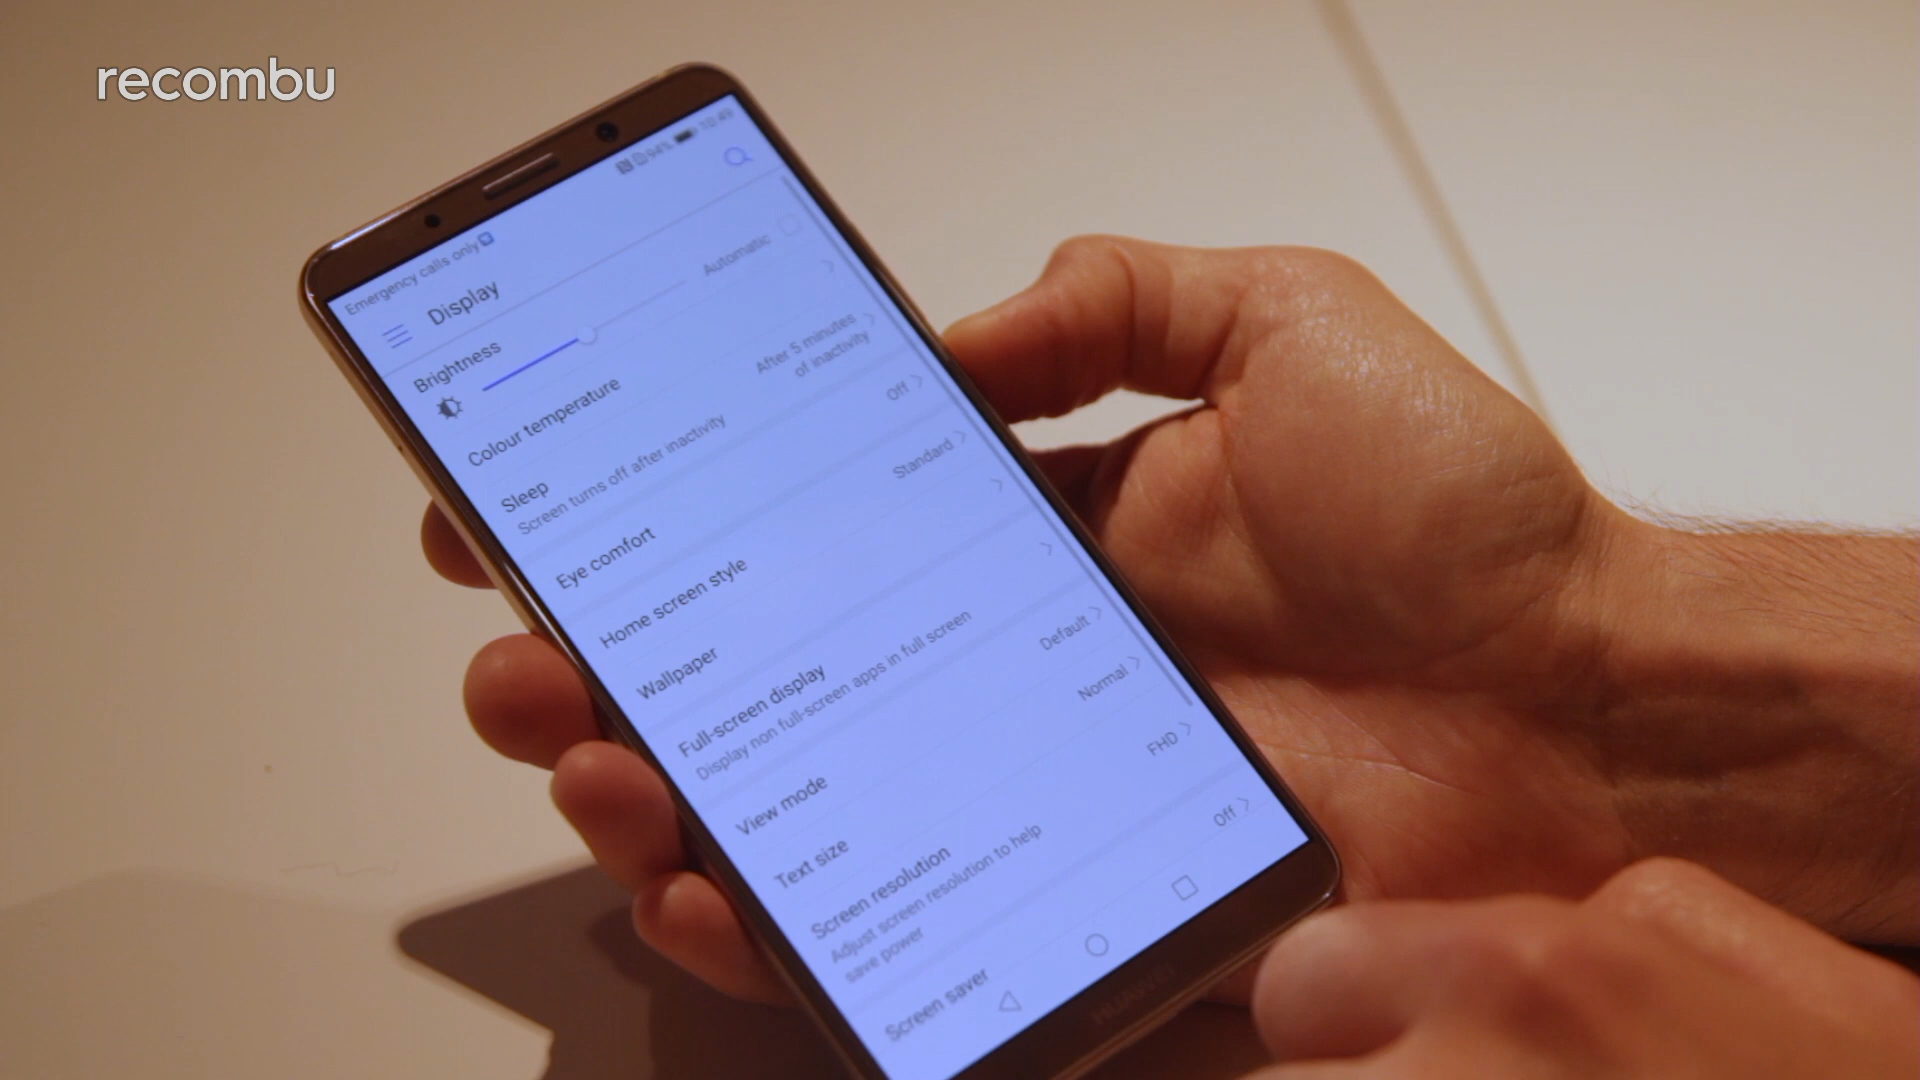 recombu
Emergency calls only
94% 10:49
Display
Brightness
Automatic
Colour temperature
Sleep
Screen turns off after inactivity
After 5 minutes
of inactivity
Eye comfort
Off
Home screen style
Standard
Wallpaper
Full-screen display
Display non full-screen apps in full screen
View mode
Default
Text size
Normal
Screen resolution
Adjust screen resolution to help
save power
FHD
Screen saver
Off
HUAWEI